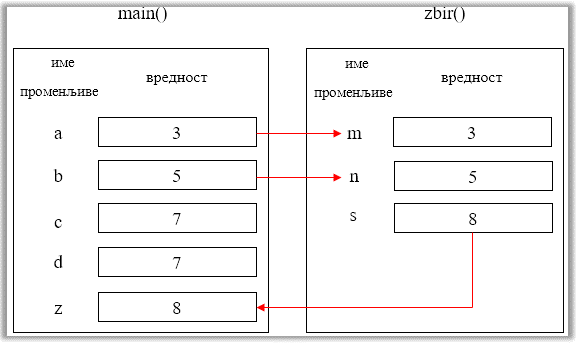 main() zbir()
име
променљиве вредност
a 3
b 5
c 7
d 7
z 8
име
променљиве вредност
m 3
n 5
s 8